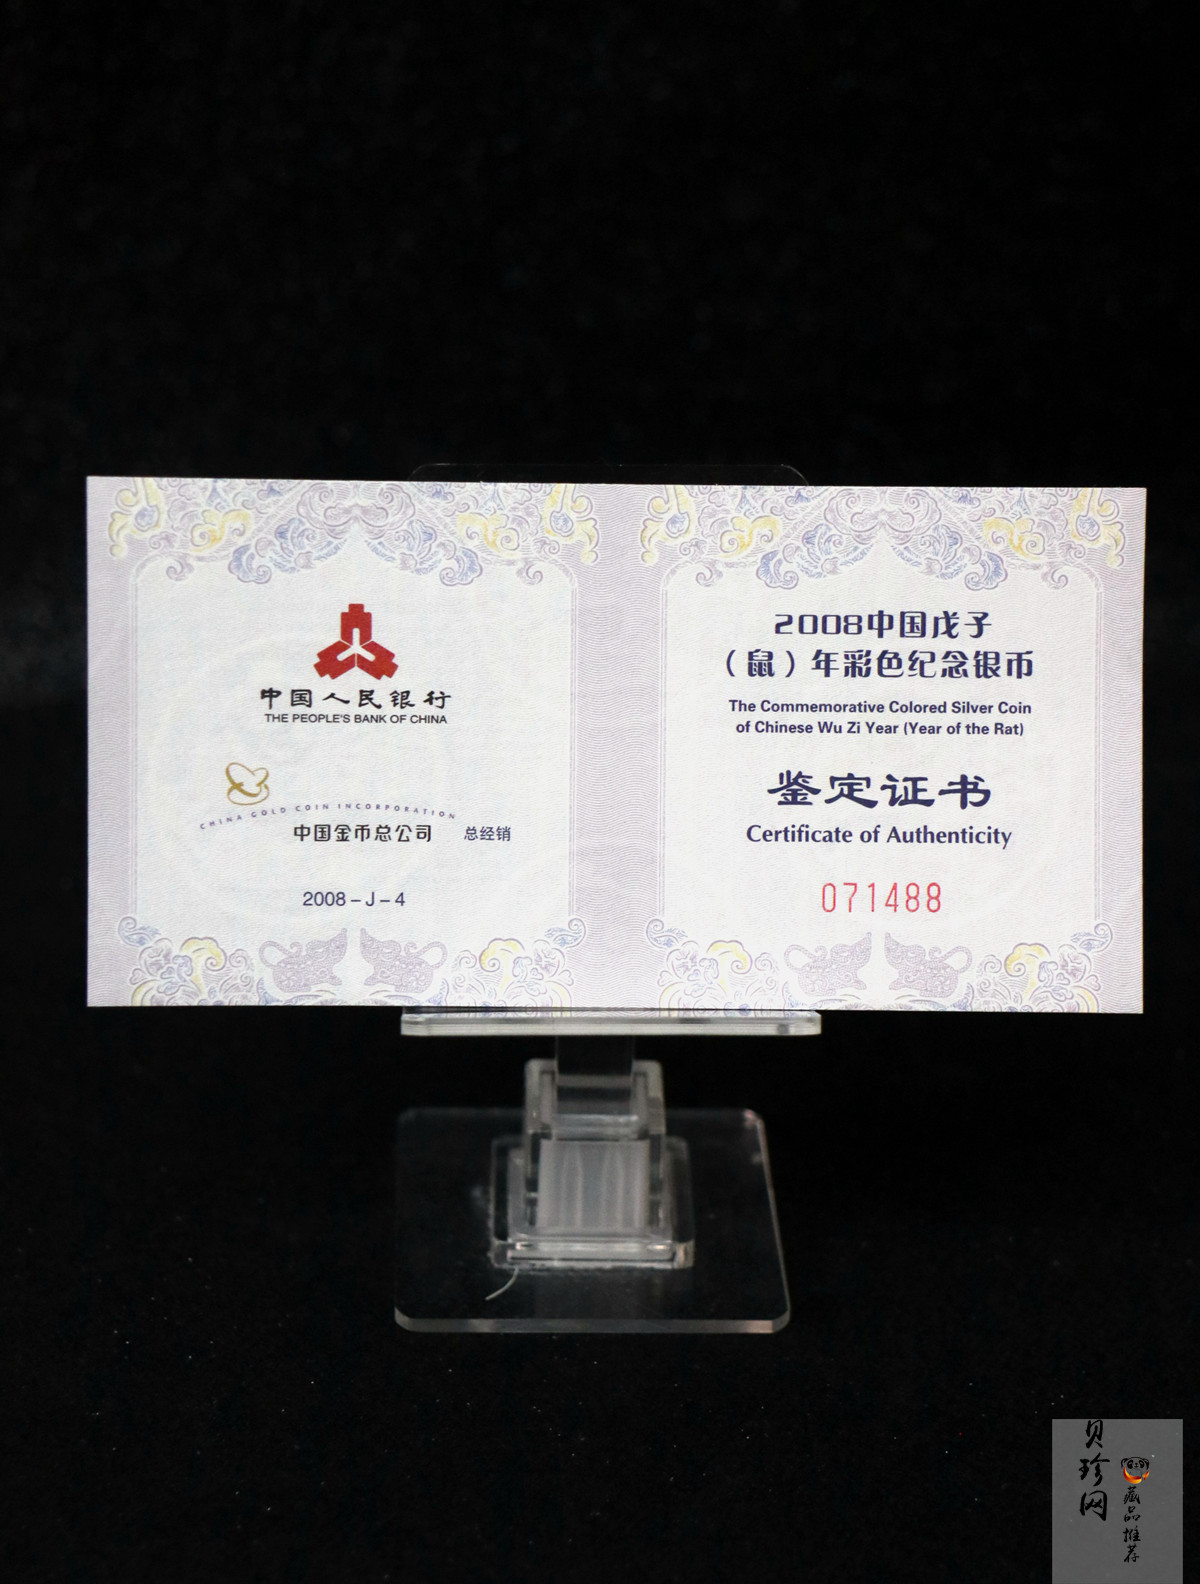 中国人民银行
THE PEOPLE'S BANK OF CHINA
CHINA GOLD COIN INCORPORATION
中国金币总公司 总经销
2008-J-4
2008中国戊子
（鼠）年彩色纪念银币
The Commemorative Colored Silver Coin
of Chinese Wu Zi Year (Year of the Rat)
鉴定证书
Certificate of Authenticity
071488
贝珍网
藏品推荐